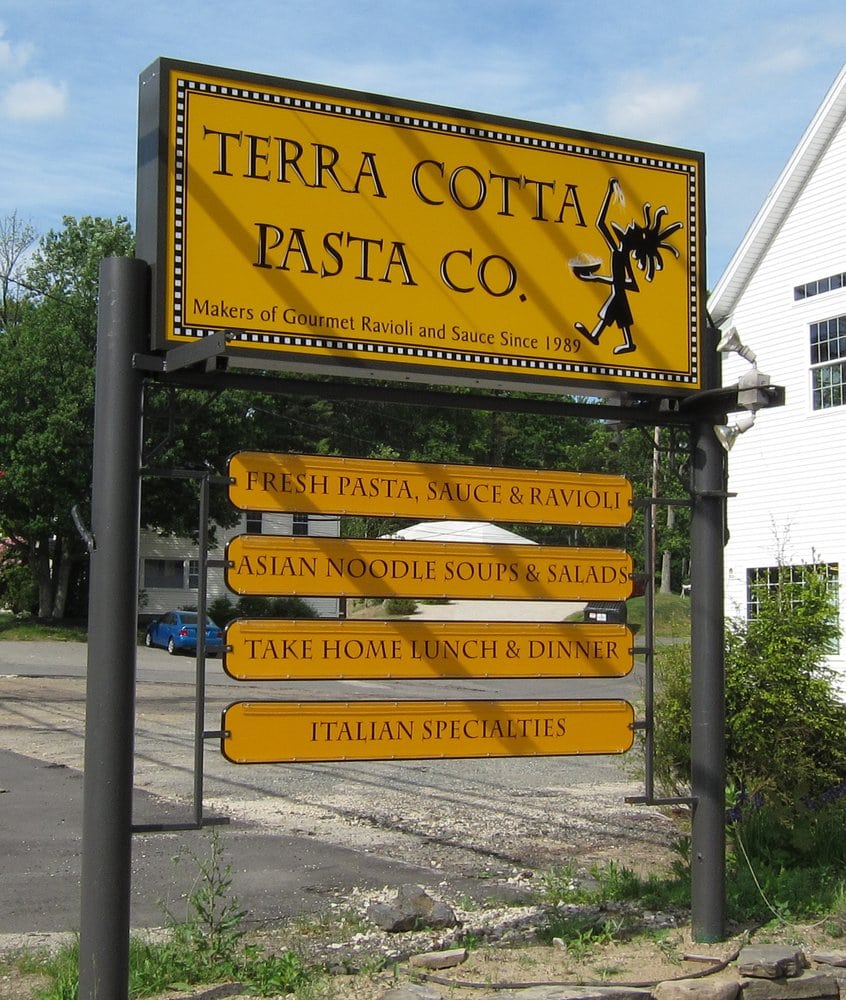 TERRA COTTA
PASTA CO.
Makers of Gourmet Ravioli and Sauce Since 1989
FRESH PASTA, SAUCE & RAVIOLI
ASIAN NOODLE SOUPS & SALADS
TAKE HOME LUNCH & DINNER
ITALIAN SPECIALTIES